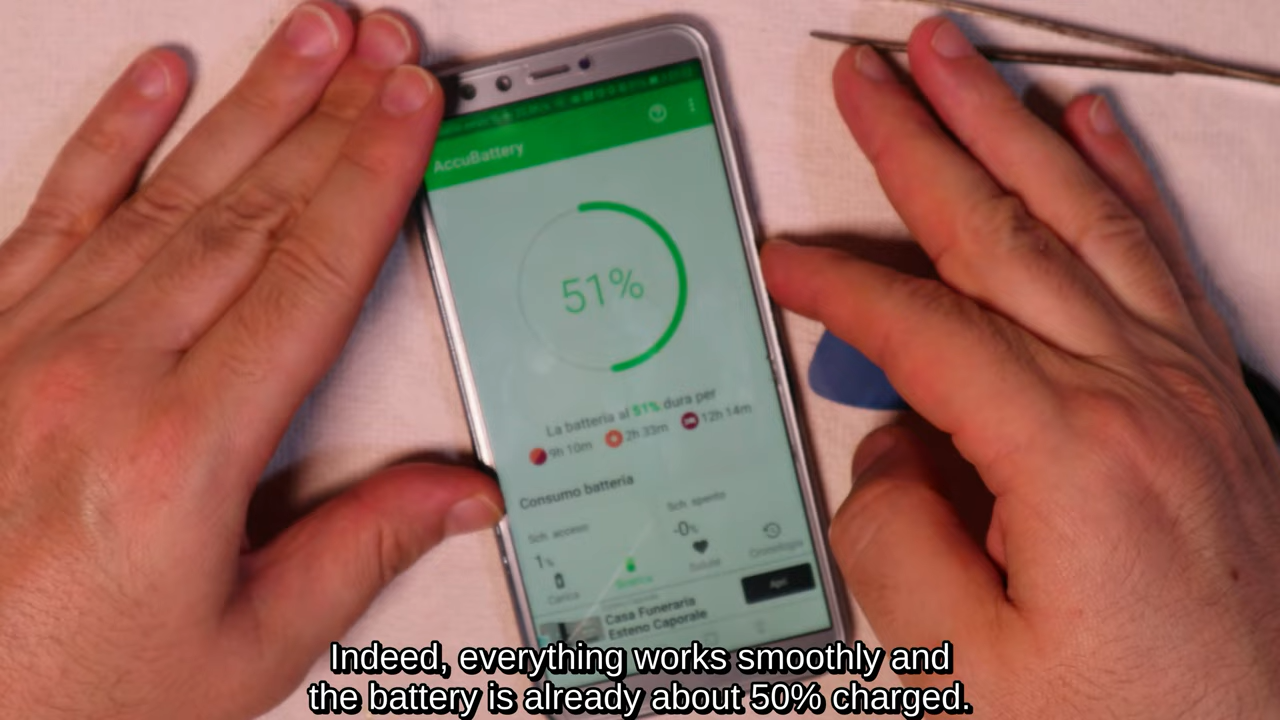 AccuBattery
51%
La batteria al 51% dura per
9h 10m 2h 33m 12h 14m
Consumo batteria
Sch. acceso Sch. spento
1% -0%
Carica Scarica Salute Cronologia
Casa Funeraria
Esteno Caporale
Apri
Indeed, everything works smoothly and
the battery is already about 50% charged.